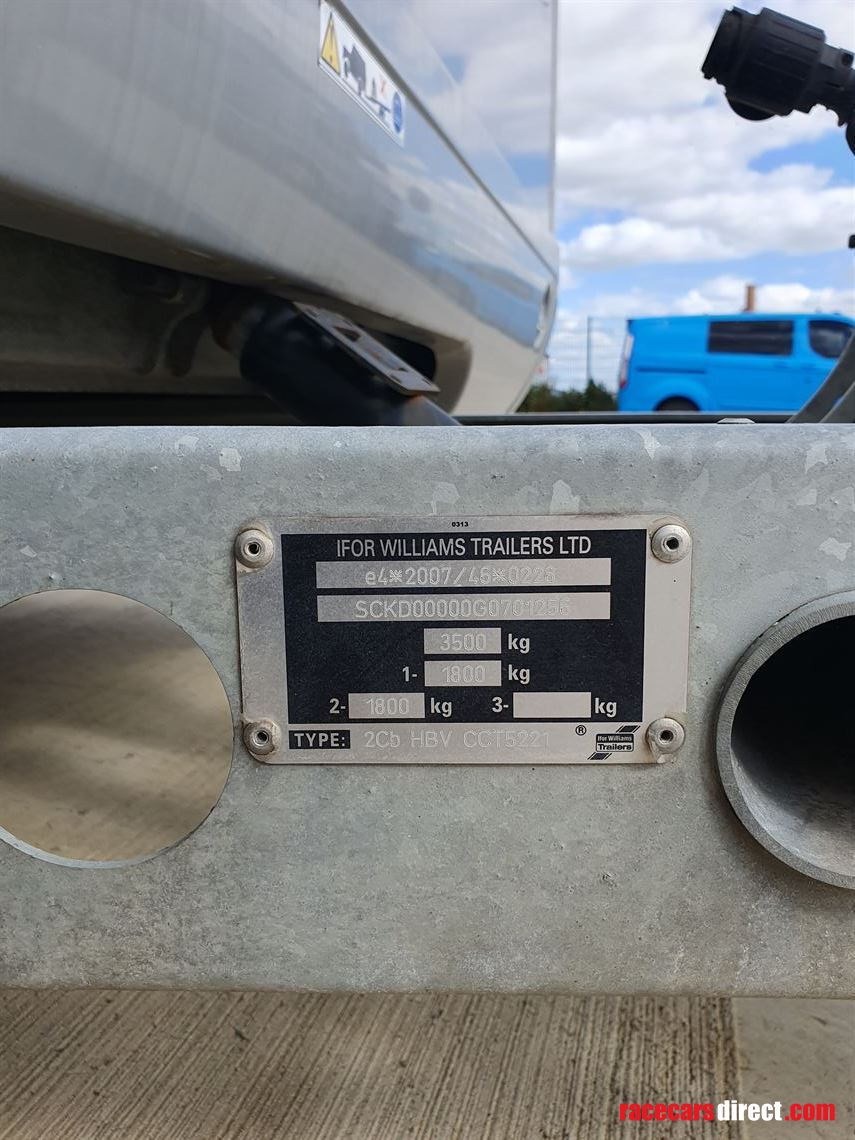 0313
IFOR WILLIAMS TRAILERS LTD
e4*2007/46*0226
SCKD00000G0701256
3500 kg
1- 1800 kg
2- 1800 kg 3- kg
TYPE: 2Cb HBV CCT5221 ® Ifor Williams
Trailers
racecarsdirect.com